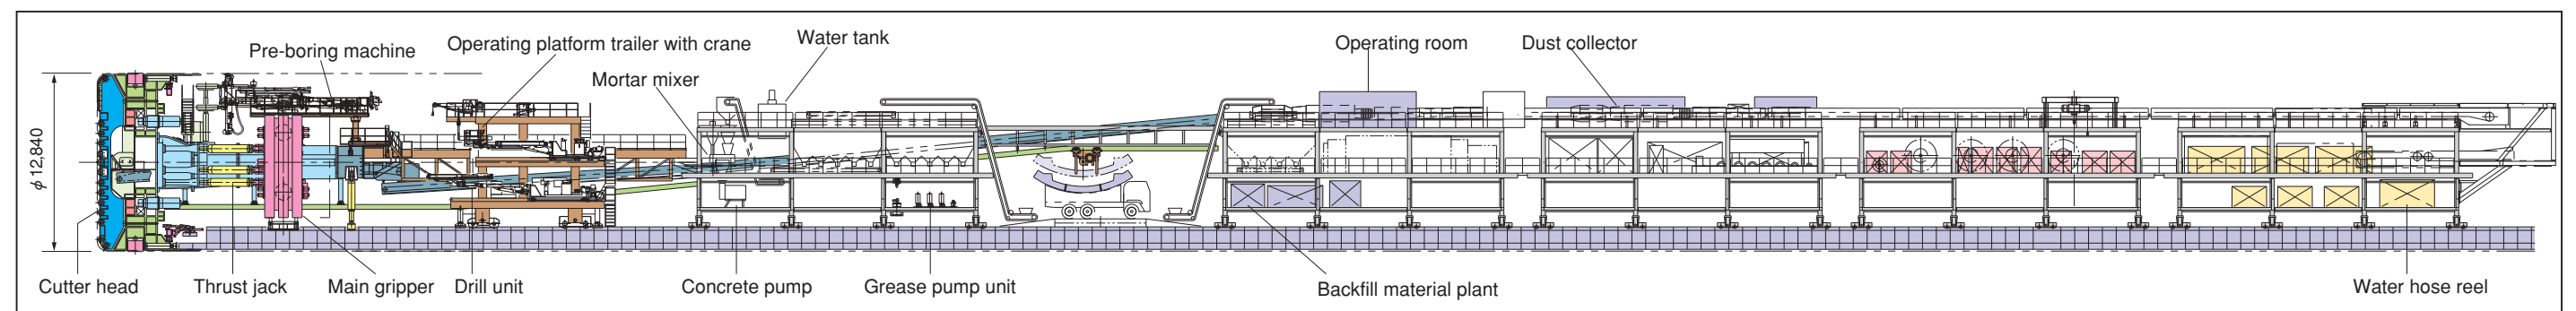 Pre-boring machine
Operating platform trailer with crane
Water tank
Mortar mixer
Operating room
Dust collector
ϕ 12,840
Cutter head
Thrust jack
Main gripper
Drill unit
Concrete pump
Grease pump unit
Backfill material plant
Water hose reel